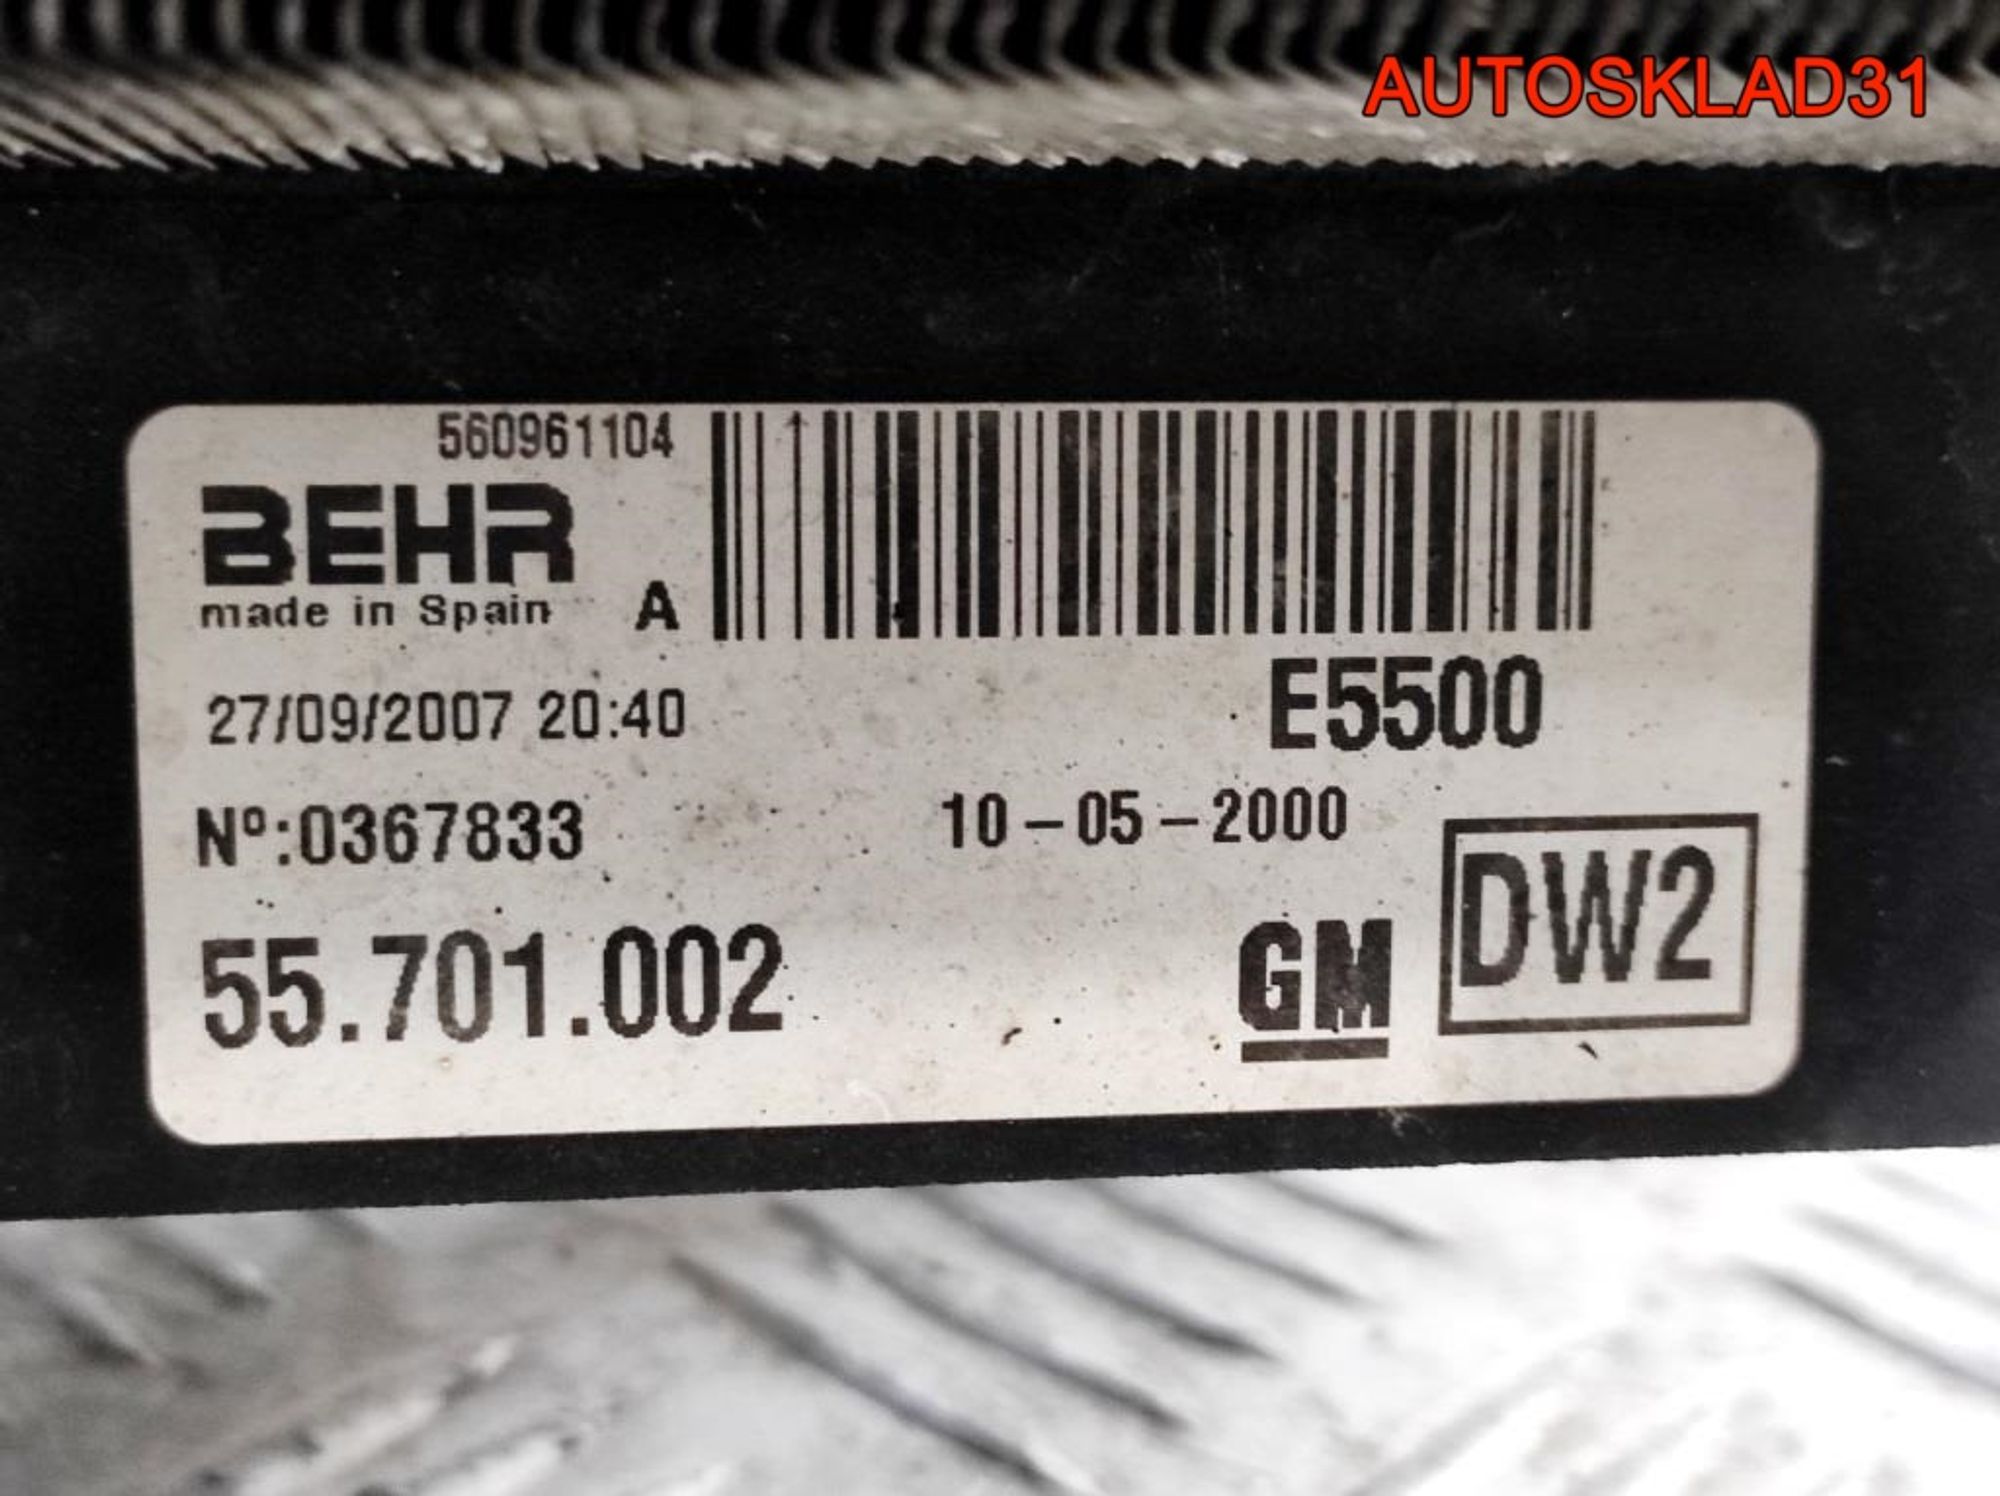 AUTOSKLAD31
560961104
BEHR
made in Spain A
27/09/2007 20:40 E5500
Nº:0367833 10-05-2000
55.701.002 GM DW2